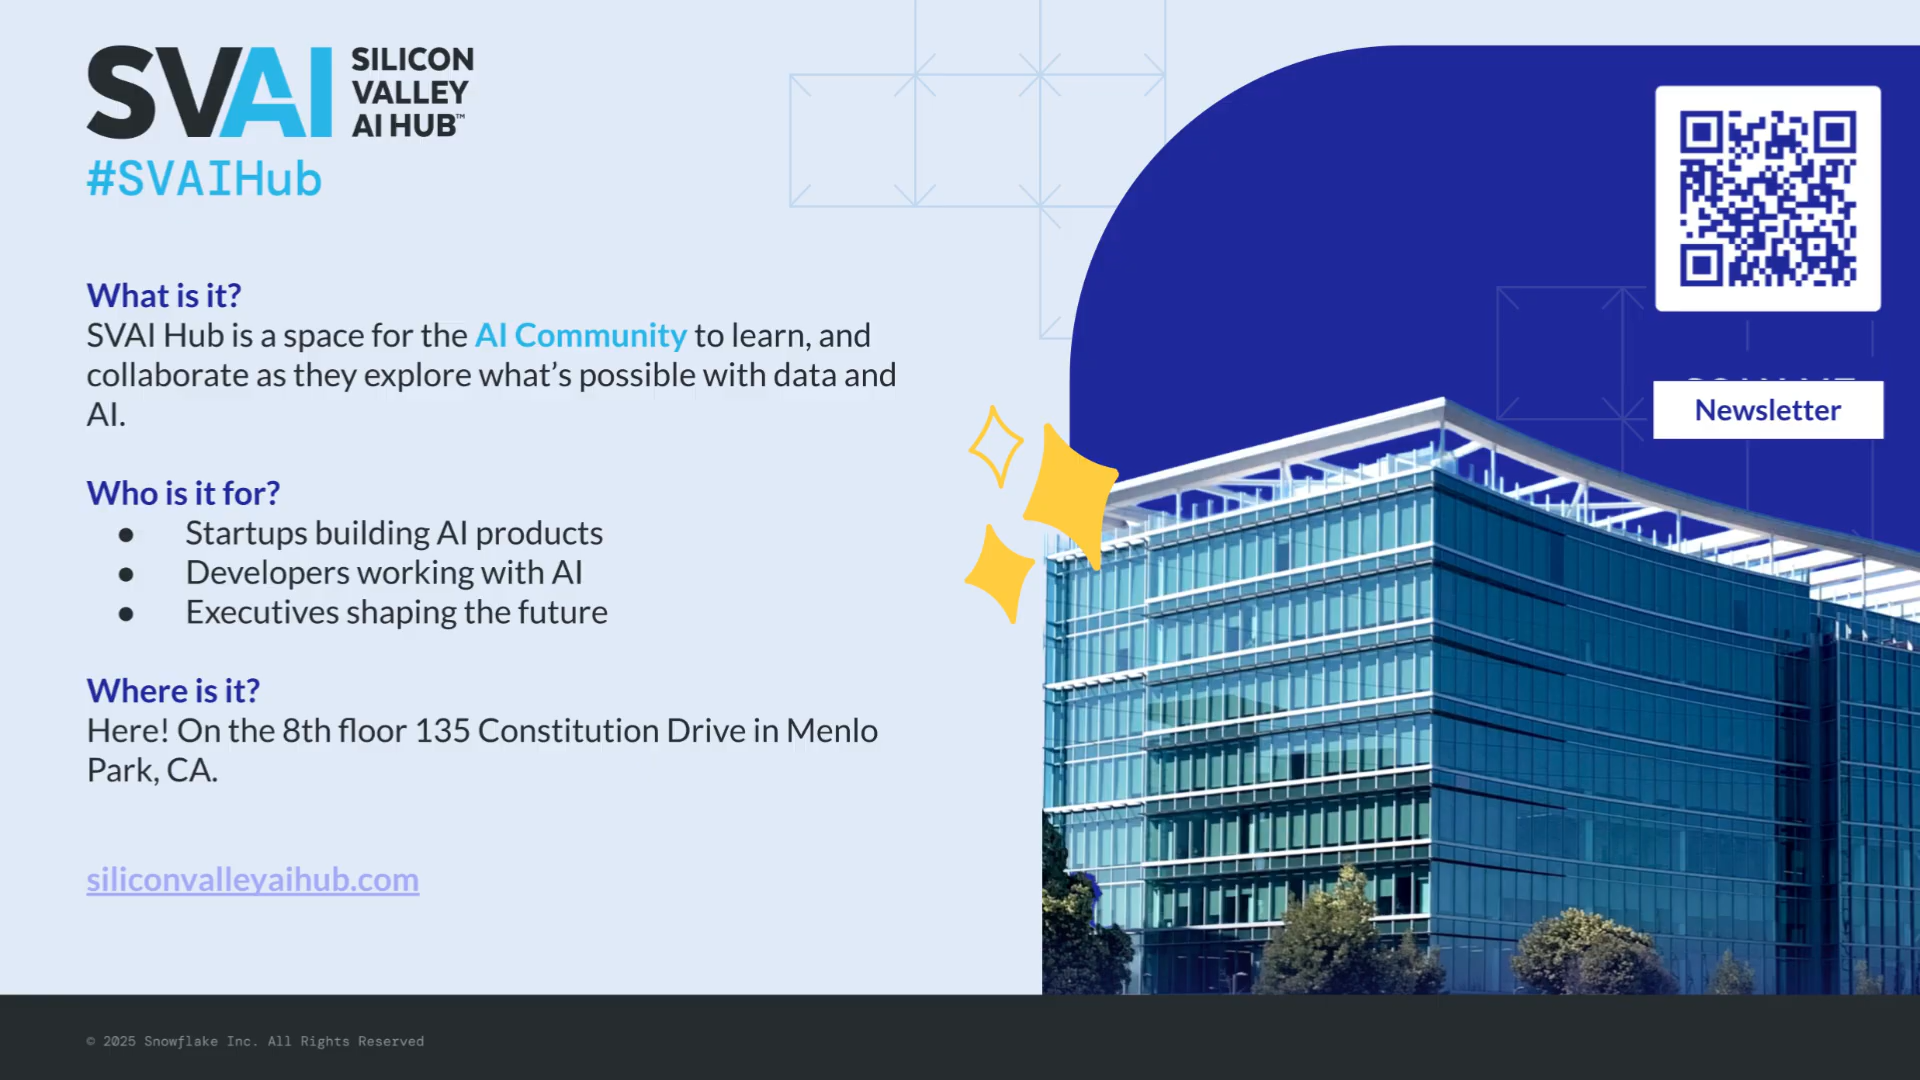 SVAI SILICON
VALLEY
AI HUB™
#SVAIHub
What is it?
SVAI Hub is a space for the AI Community to learn, and
collaborate as they explore what’s possible with data and
AI.
Who is it for?
● Startups building AI products
● Developers working with AI
● Executives shaping the future
Where is it?
Here! On the 8th floor 135 Constitution Drive in Menlo
Park, CA.
siliconvalleyaihub.com
Newsletter
© 2025 Snowflake Inc. All Rights Reserved